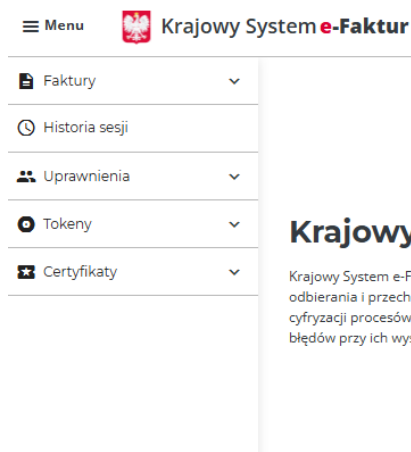 Menu
Krajowy System e-Faktur
Faktury
Historia sesji
Uprawnienia
Tokeny
Certyfikaty
Krajowy
Krajowy System e-F
odbierania i przech
cyfryzacji procesów
błędów przy ich wys